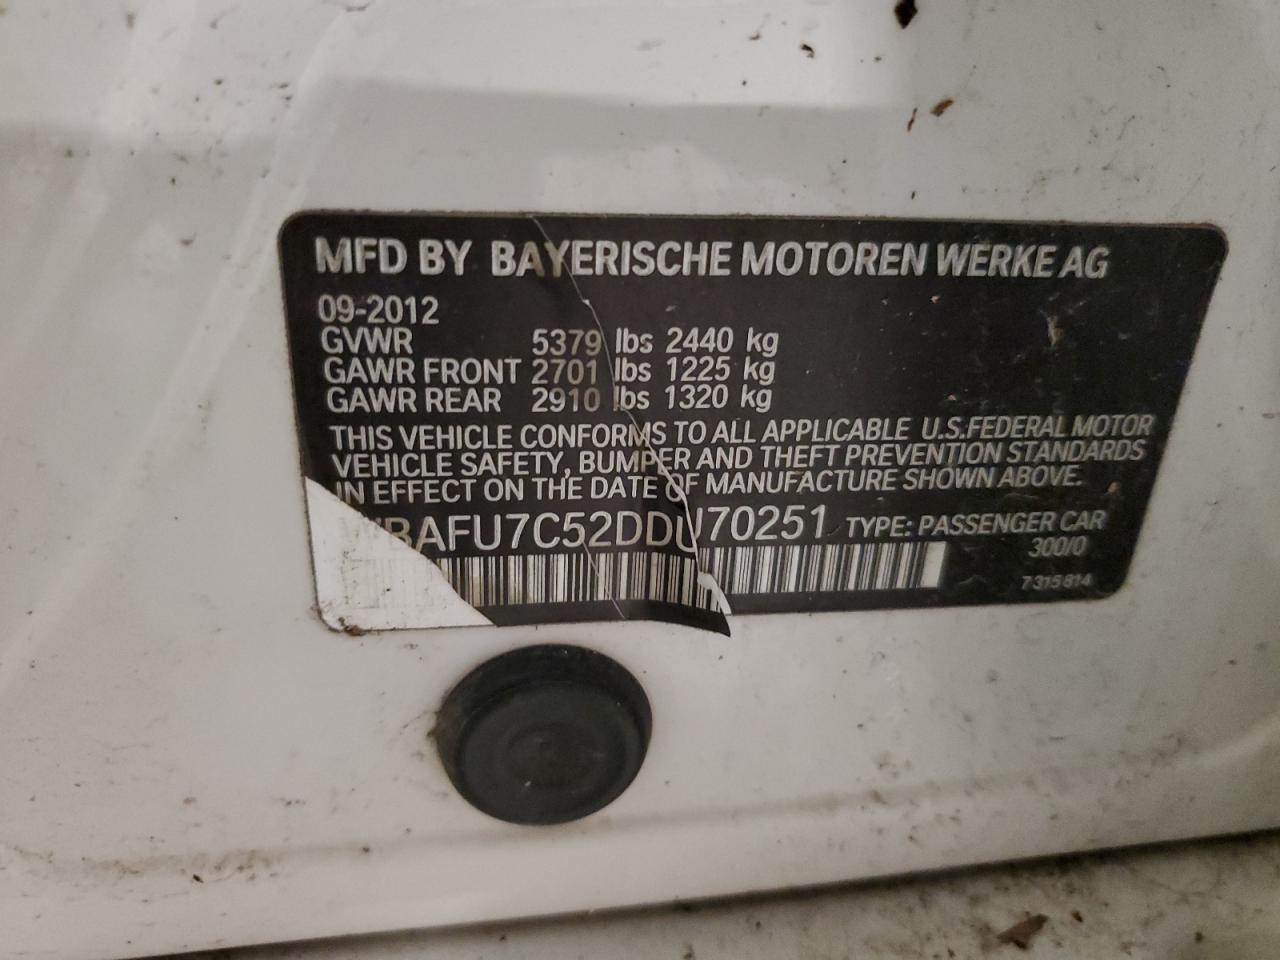 MFD BY BAYERISCHE MOTOREN WERKE AG
09-2012
GVWR 5379 lbs 2440 kg
GAWR FRONT 2701 lbs 1225 kg
GAWR REAR 2910 lbs 1320 kg
THIS VEHICLE CONFORMS TO ALL APPLICABLE U.S.FEDERAL MOTOR
VEHICLE SAFETY, BUMPER AND THEFT PREVENTION STANDARDS
IN EFFECT ON THE DATE OF MANUFACTURE SHOWN ABOVE.
WBAFU7C52DDU70251 TYPE: PASSENGER CAR
300/0
7 315 814